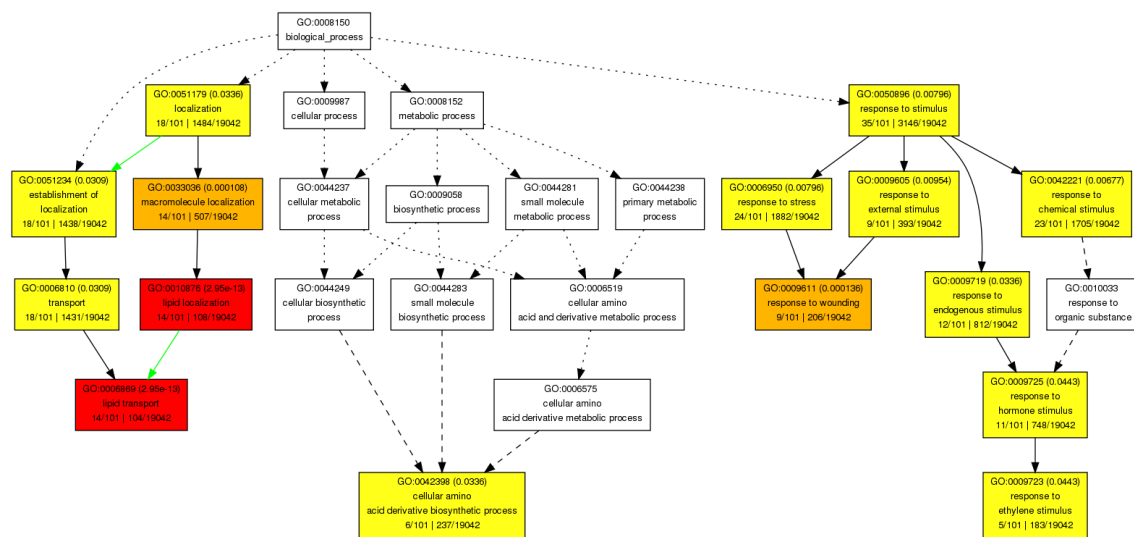 GO:0008150
biological_process
GO:0051179 (0.0336)
localization
18/101 | 1484/19042
GO:0009987
cellular process
GO:0008152
metabolic process
GO:0050896 (0.00796)
response to stimulus
35/101 | 3146/19042
GO:0051234 (0.0309)
establishment of
localization
18/101 | 1438/19042
GO:0033036 (0.000108)
macromolecule localization
14/101 | 507/19042
GO:0044237
cellular metabolic
process
GO:0009058
biosynthetic process
GO:0044281
small molecule
metabolic process
GO:0044238
primary metabolic
process
GO:0006950 (0.00796)
response to stress
24/101 | 1882/19042
GO:0009605 (0.00954)
response to
external stimulus
9/101 | 393/19042
GO:0042221 (0.00677)
response to
chemical stimulus
23/101 | 1705/19042
GO:0006810 (0.0309)
transport
18/101 | 1431/19042
GO:0010876 (2.95e-13)
lipid localization
14/101 | 108/19042
GO:0044249
cellular biosynthetic
process
GO:0044283
small molecule
biosynthetic process
GO:0006519
cellular amino
acid and derivative metabolic process
GO:0009611 (0.000136)
response to wounding
9/101 | 206/19042
GO:0009719 (0.0336)
response to
endogenous stimulus
12/101 | 812/19042
GO:0010033
response to
organic substance
GO:0006869 (2.95e-13)
lipid transport
14/101 | 104/19042
GO:0006575
cellular amino
acid derivative metabolic process
GO:0009725 (0.0443)
response to
hormone stimulus
11/101 | 748/19042
GO:0042398 (0.0336)
cellular amino
acid derivative biosynthetic process
6/101 | 237/19042
GO:0009723 (0.0443)
response to
ethylene stimulus
5/101 | 183/19042